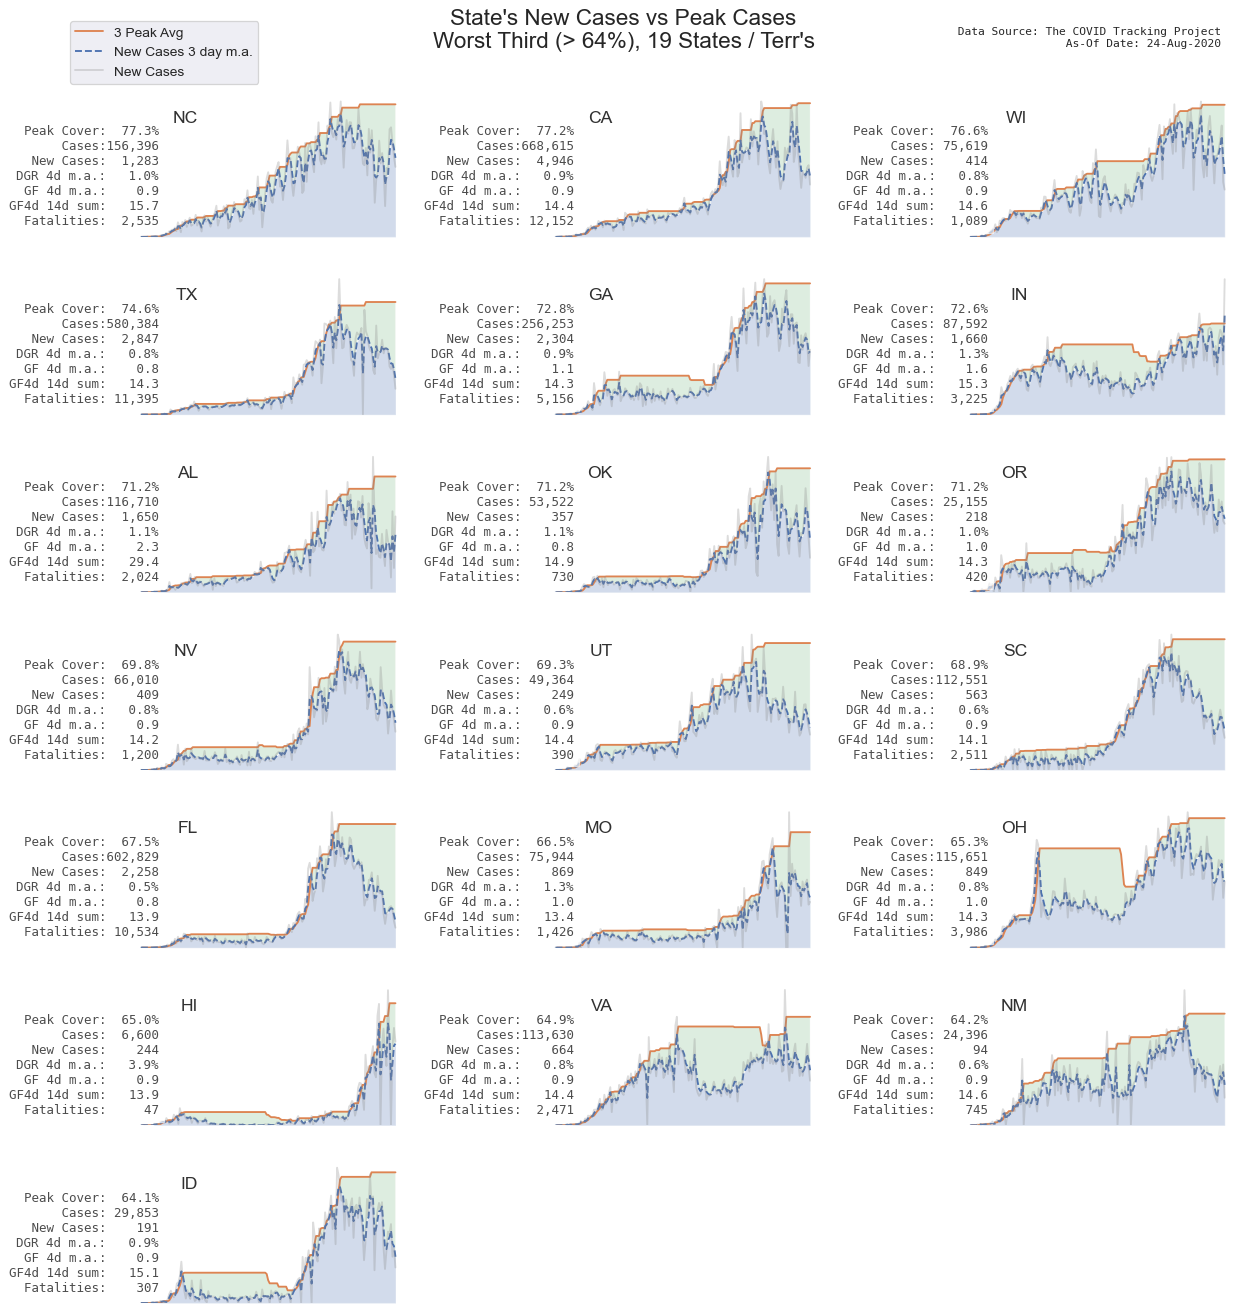 State's New Cases vs Peak Cases
Worst Third (> 64%), 19 States / Terr's
3 Peak Avg
New Cases 3 day m.a.
New Cases
Data Source: The COVID Tracking Project
As-Of Date: 24-Aug-2020
NC
Peak Cover: 77.3%
Cases:156,396
New Cases: 1,283
DGR 4d m.a.: 1.0%
GF 4d m.a.: 0.9
GF4d 14d sum: 15.7
Fatalities: 2,535
CA
Peak Cover: 77.2%
Cases:668,615
New Cases: 4,946
DGR 4d m.a.: 0.9%
GF 4d m.a.: 0.9
GF4d 14d sum: 14.4
Fatalities: 12,152
WI
Peak Cover: 76.6%
Cases: 75,619
New Cases: 414
DGR 4d m.a.: 0.8%
GF 4d m.a.: 0.9
GF4d 14d sum: 14.6
Fatalities: 1,089
TX
Peak Cover: 74.6%
Cases:580,384
New Cases: 2,847
DGR 4d m.a.: 0.8%
GF 4d m.a.: 0.8
GF4d 14d sum: 14.3
Fatalities: 11,395
GA
Peak Cover: 72.8%
Cases:256,253
New Cases: 2,304
DGR 4d m.a.: 0.9%
GF 4d m.a.: 1.1
GF4d 14d sum: 14.3
Fatalities: 5,156
IN
Peak Cover: 72.6%
Cases: 87,592
New Cases: 1,660
DGR 4d m.a.: 1.3%
GF 4d m.a.: 1.6
GF4d 14d sum: 15.3
Fatalities: 3,225
AL
Peak Cover: 71.2%
Cases:116,710
New Cases: 1,650
DGR 4d m.a.: 1.1%
GF 4d m.a.: 2.3
GF4d 14d sum: 29.4
Fatalities: 2,024
OK
Peak Cover: 71.2%
Cases: 53,522
New Cases: 357
DGR 4d m.a.: 1.1%
GF 4d m.a.: 0.8
GF4d 14d sum: 14.9
Fatalities: 730
OR
Peak Cover: 71.2%
Cases: 25,155
New Cases: 218
DGR 4d m.a.: 1.0%
GF 4d m.a.: 1.0
GF4d 14d sum: 14.3
Fatalities: 420
NV
Peak Cover: 69.8%
Cases: 66,010
New Cases: 409
DGR 4d m.a.: 0.8%
GF 4d m.a.: 0.9
GF4d 14d sum: 14.2
Fatalities: 1,200
UT
Peak Cover: 69.3%
Cases: 49,364
New Cases: 249
DGR 4d m.a.: 0.6%
GF 4d m.a.: 0.9
GF4d 14d sum: 14.4
Fatalities: 390
SC
Peak Cover: 68.9%
Cases:112,551
New Cases: 563
DGR 4d m.a.: 0.6%
GF 4d m.a.: 0.9
GF4d 14d sum: 14.1
Fatalities: 2,511
FL
Peak Cover: 67.5%
Cases:602,829
New Cases: 2,258
DGR 4d m.a.: 0.5%
GF 4d m.a.: 0.8
GF4d 14d sum: 13.9
Fatalities: 10,534
MO
Peak Cover: 66.5%
Cases: 75,944
New Cases: 869
DGR 4d m.a.: 1.3%
GF 4d m.a.: 1.0
GF4d 14d sum: 13.4
Fatalities: 1,426
OH
Peak Cover: 65.3%
Cases:115,651
New Cases: 849
DGR 4d m.a.: 0.8%
GF 4d m.a.: 1.0
GF4d 14d sum: 14.3
Fatalities: 3,986
HI
Peak Cover: 65.0%
Cases: 6,600
New Cases: 244
DGR 4d m.a.: 3.9%
GF 4d m.a.: 0.9
GF4d 14d sum: 13.9
Fatalities: 47
VA
Peak Cover: 64.9%
Cases:113,630
New Cases: 664
DGR 4d m.a.: 0.8%
GF 4d m.a.: 0.9
GF4d 14d sum: 14.4
Fatalities: 2,471
NM
Peak Cover: 64.2%
Cases: 24,396
New Cases: 94
DGR 4d m.a.: 0.6%
GF 4d m.a.: 0.9
GF4d 14d sum: 14.6
Fatalities: 745
ID
Peak Cover: 64.1%
Cases: 29,853
New Cases: 191
DGR 4d m.a.: 0.9%
GF 4d m.a.: 0.9
GF4d 14d sum: 15.1
Fatalities: 307